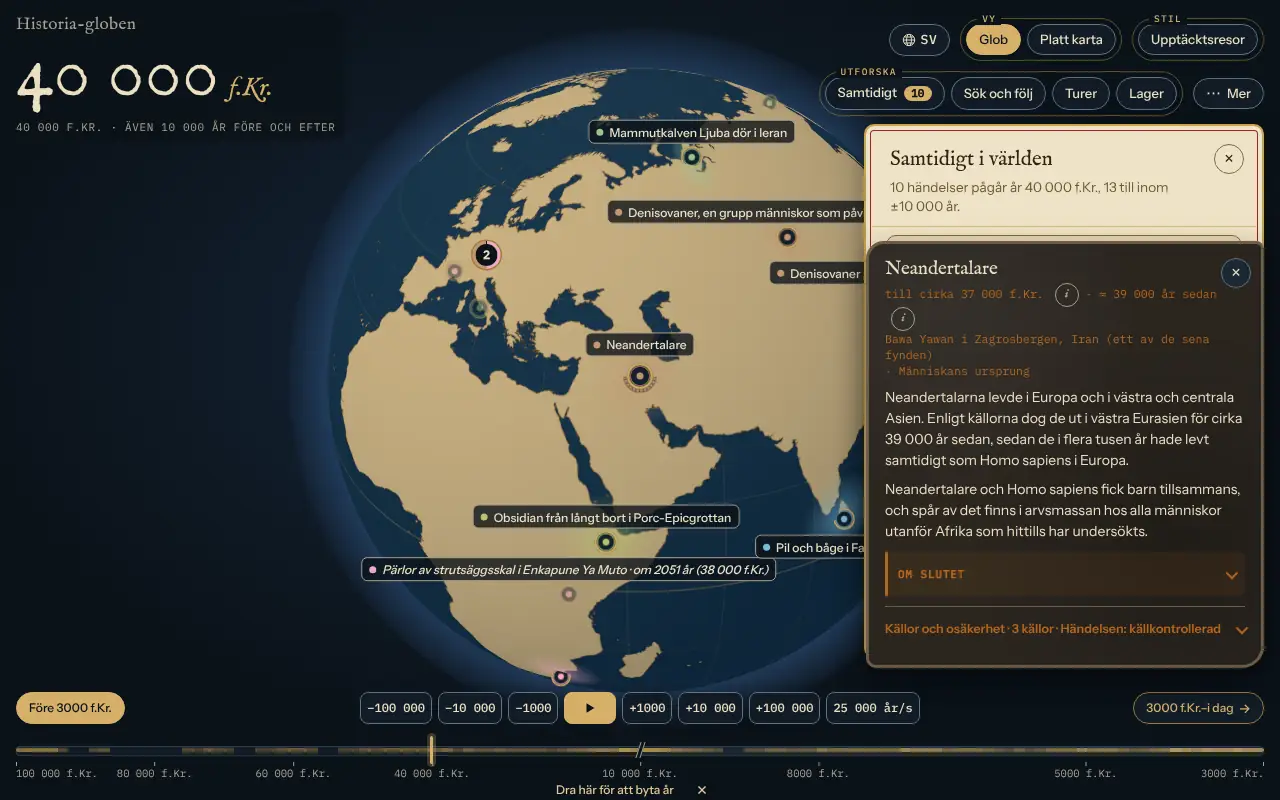 Historia-globen
40 000 f.Kr.
40 000 F.KR. · ÄVEN 10 000 ÅR FÖRE OCH EFTER
SV
VY
Glob
Platt karta
STIL
Upptäcktsresor
UTFORSKA
Samtidigt 10
Sök och följ
Turer
Lager
··· Mer
Samtidigt i världen
×
10 händelser pågår år 40 000 f.Kr., 13 till inom
±10 000 år.
Neandertalare
×
till cirka 37 000 f.Kr. i · ≈ 39 000 år sedan
i
Bawa Yawan i Zagrosbergen, Iran (ett av de sena
fynden)
· Människans ursprung
Neandertalarna levde i Europa och i västra och centrala
Asien. Enligt källorna dog de ut i västra Eurasien för cirka
39 000 år sedan, sedan de i flera tusen år hade levt
samtidigt som Homo sapiens i Europa.
Neandertalare och Homo sapiens fick barn tillsammans,
och spår av det finns i arvsmassan hos alla människor
utanför Afrika som hittills har undersökts.
OM SLUTET
Källor och osäkerhet · 3 källor · Händelsen: källkontrollerad
Mammutkalven Ljuba dör i leran
Denisovaner, en grupp människor som påv
2
Denisovaner
Neandertalare
Obsidian från långt bort i Porc-Epicgrottan
Pil och båge i Fa
Pärlor av strutsäggsskal i Enkapune Ya Muto · om 2051 år (38 000 f.Kr.)
Före 3000 f.Kr.
−100 000
−10 000
−1000
+1000
+10 000
+100 000
25 000 år/s
3000 f.Kr.–i dag →
100 000 f.Kr.
80 000 f.Kr.
60 000 f.Kr.
40 000 f.Kr.
10 000 f.Kr.
8000 f.Kr.
5000 f.Kr.
3000 f.Kr.
Dra här för att byta år ×